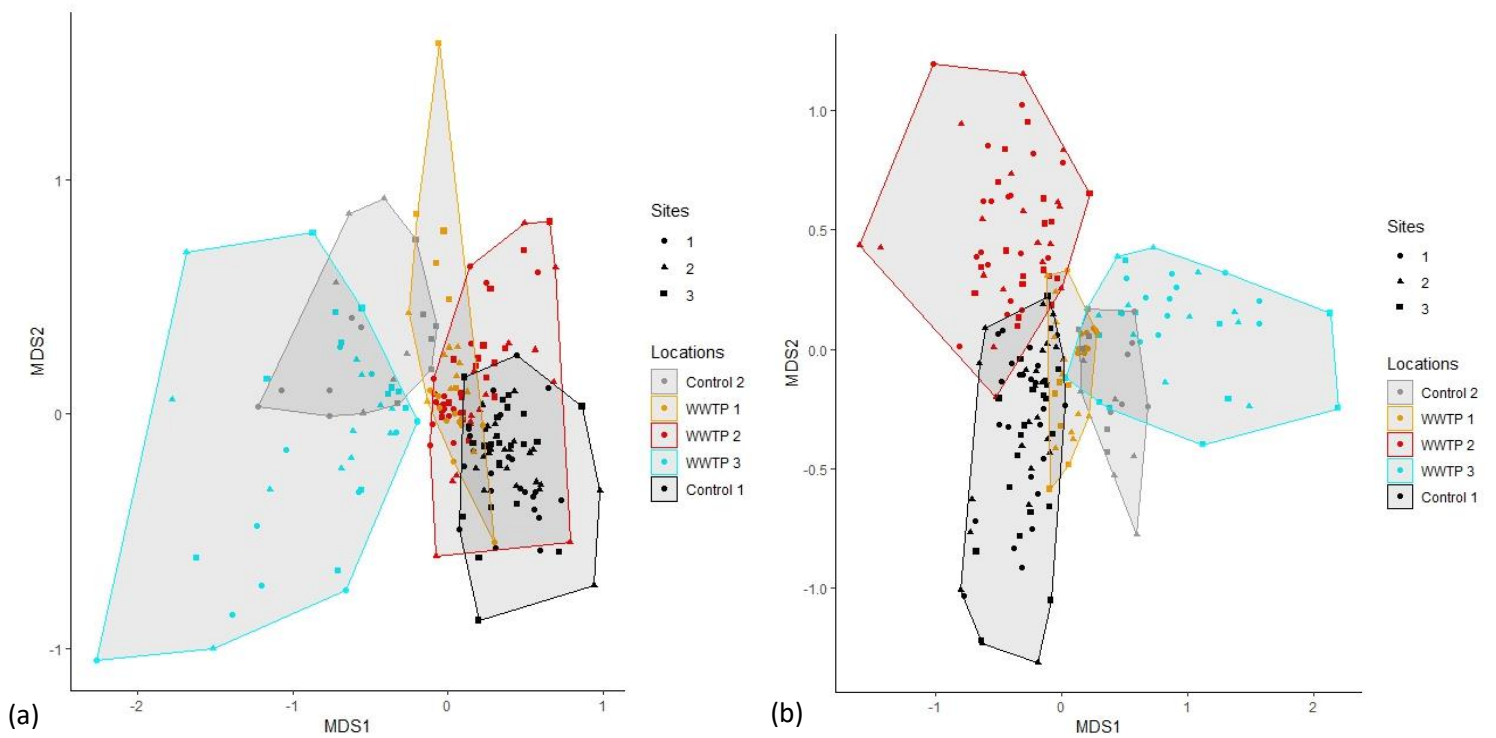 1
0
-1
MDS2
-2
-1
0
1
MDS1
(a)
Sites
1
2
3
Locations
Control 2
WWTP 1
WWTP 2
WWTP 3
Control 1
1.0
0.5
0.0
-0.5
-1.0
MDS2
-1
0
1
2
MDS1
(b)
Sites
1
2
3
Locations
Control 2
WWTP 1
WWTP 2
WWTP 3
Control 1